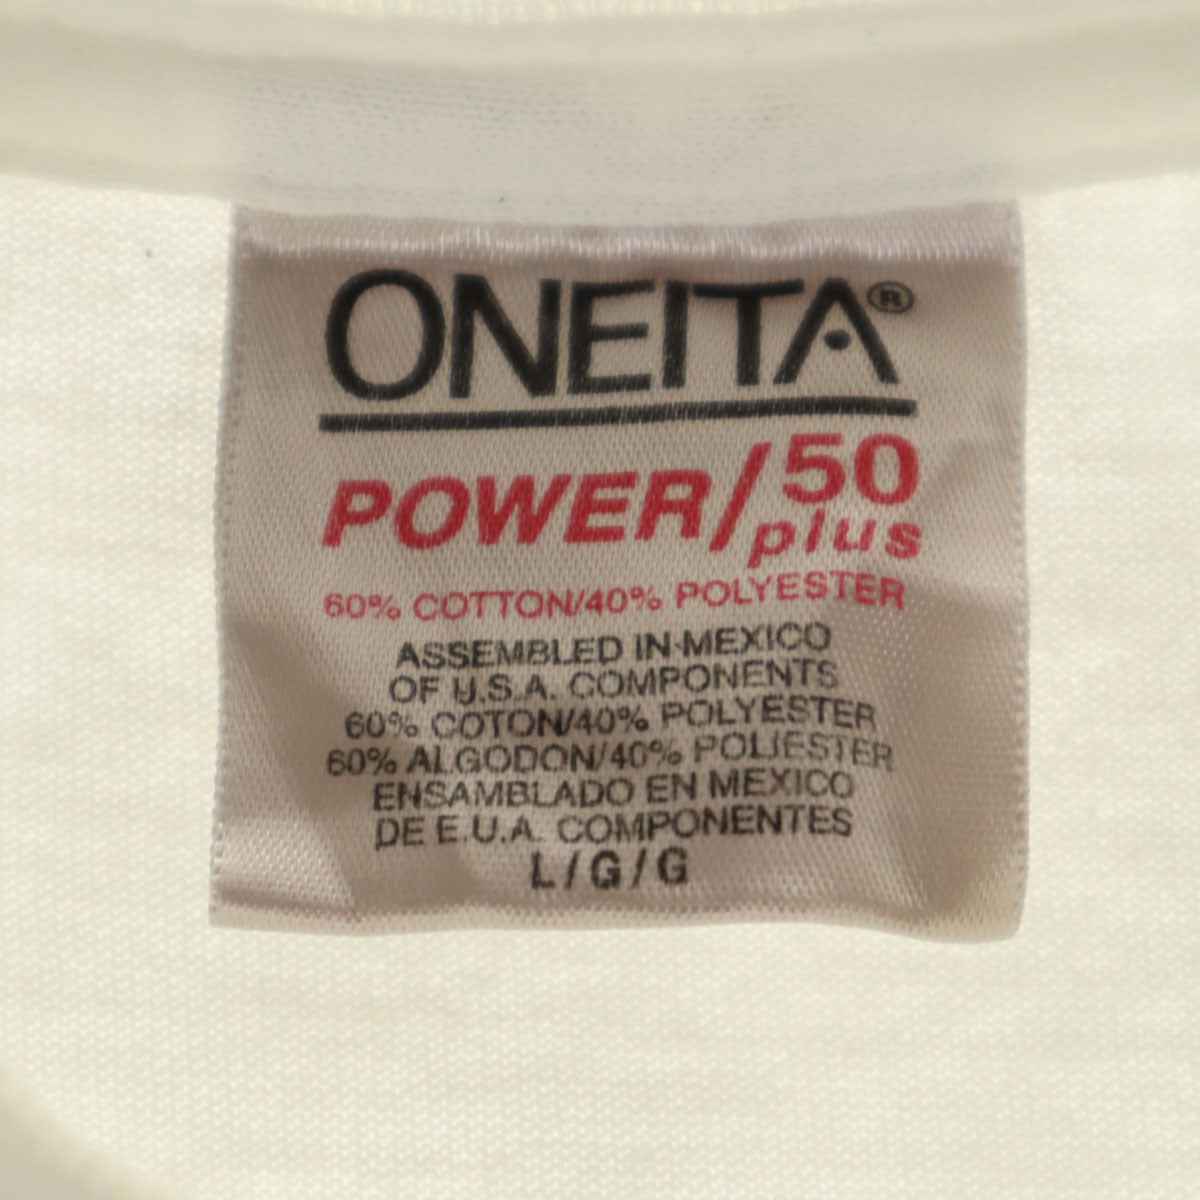 ONEITA®
POWER/50 plus
60% COTTON/40% POLYESTER
ASSEMBLED IN MEXICO
OF U.S.A. COMPONENTS
60% COTON/40% POLYESTER
60% ALGODON/40% POLIESTER
ENSAMBLADO EN MEXICO
DE E.U.A. COMPONENTES
L/G/G